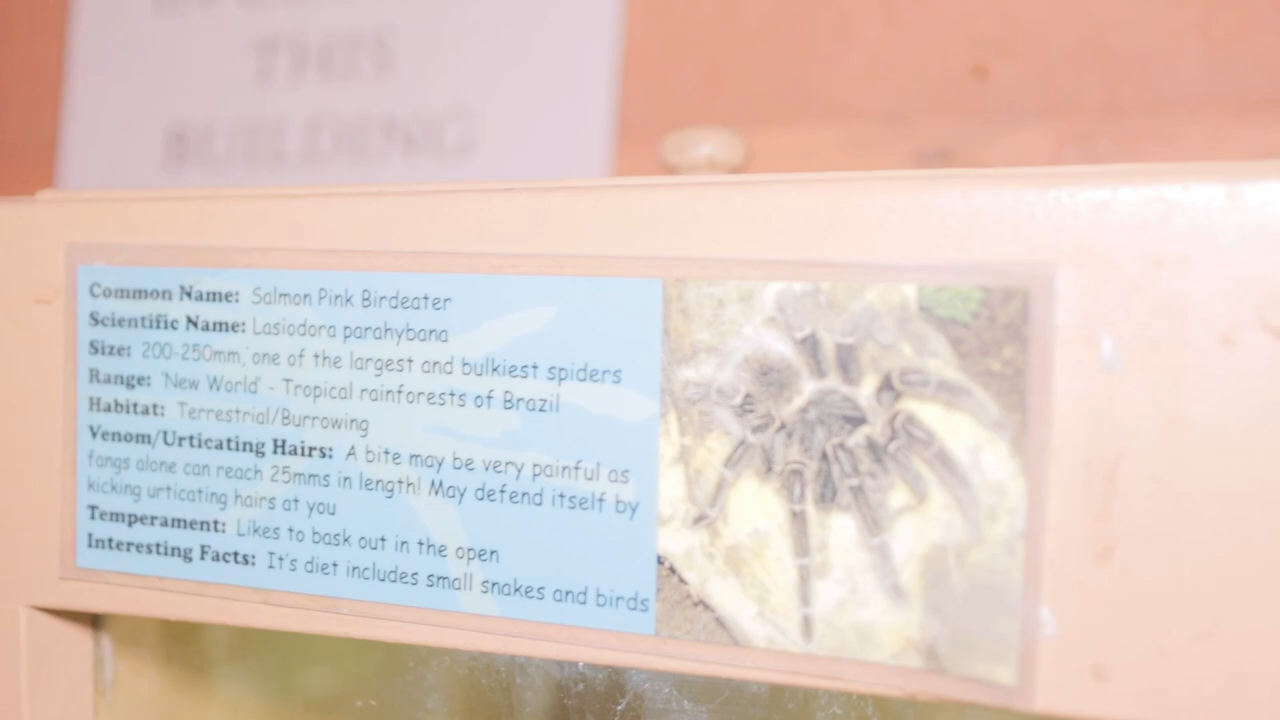 THIS
BUILDING
Common Name: Salmon Pink Birdeater
Scientific Name: Lasiodora parahybana
Size: 200-250mm, one of the largest and bulkiest spiders
Range: 'New World' - Tropical rainforests of Brazil
Habitat: Terrestrial/Burrowing
Venom/Urticating Hairs: A bite may be very painful as
fangs alone can reach 25mms in length! May defend itself by
kicking urticating hairs at you
Temperament: Likes to bask out in the open
Interesting Facts: It's diet includes small snakes and birds